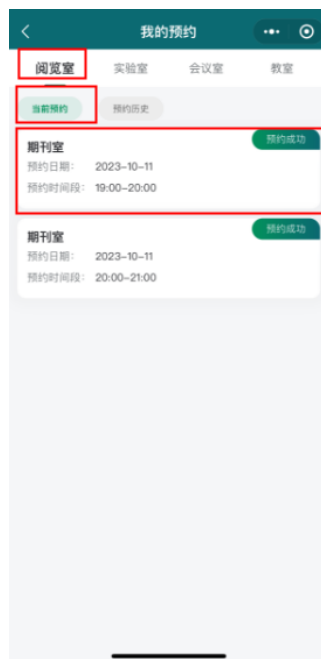 我的预约
阅览室 实验室 会议室 教室
当前预约 预约历史
期刊室 预约成功
预约日期： 2023-10-11
预约时间段： 19:00-20:00
期刊室 预约成功
预约日期： 2023-10-11
预约时间段： 20:00-21:00